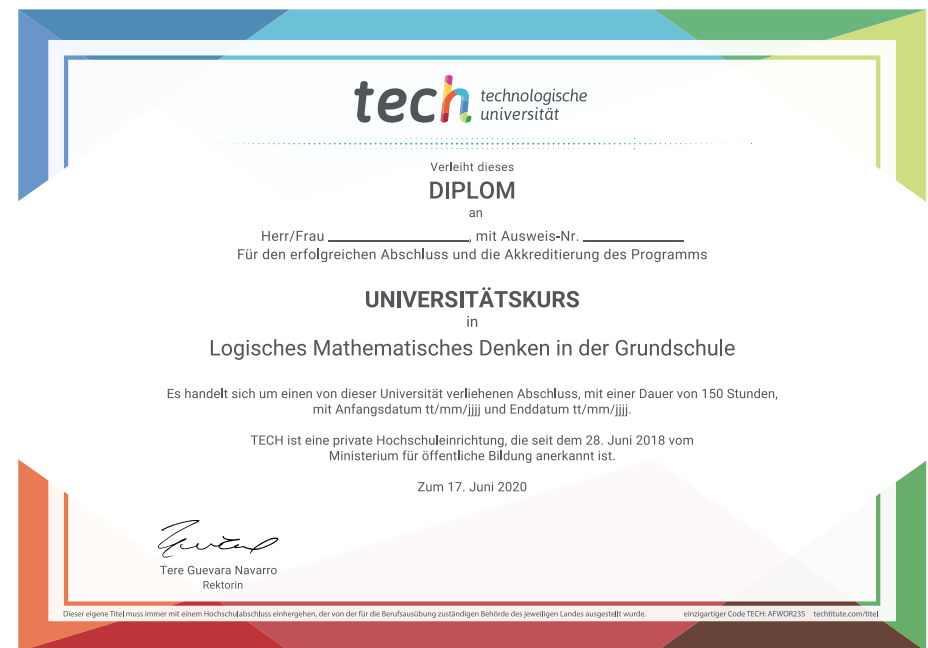 tech technologische
universität
Verleiht dieses
DIPLOM
an
Herr/Frau ____________, mit Ausweis-Nr. ____________
Für den erfolgreichen Abschluss und die Akkreditierung des Programms
UNIVERSITÄTSKURS
in
Logisches Mathematisches Denken in der Grundschule
Es handelt sich um einen von dieser Universität verliehenen Abschluss, mit einer Dauer von 150 Stunden,
mit Anfangsdatum tt/mm/jjjj und Enddatum tt/mm/jjjj.
TECH ist eine private Hochschuleinrichtung, die seit dem 28. Juni 2018 vom
Ministerium für öffentliche Bildung anerkannt ist.
Zum 17. Juni 2020
Tere Guevara Navarro
Rektorin
Dieser eigene Titel muss immer mit einem Hochschulabschluss einhergehen, der von der für die Berufsausübung zuständigen Behörde des jeweiligen Landes ausgestellt wurde. einzigartiger Code TECH: AFWOR23S techtitute.com/titel